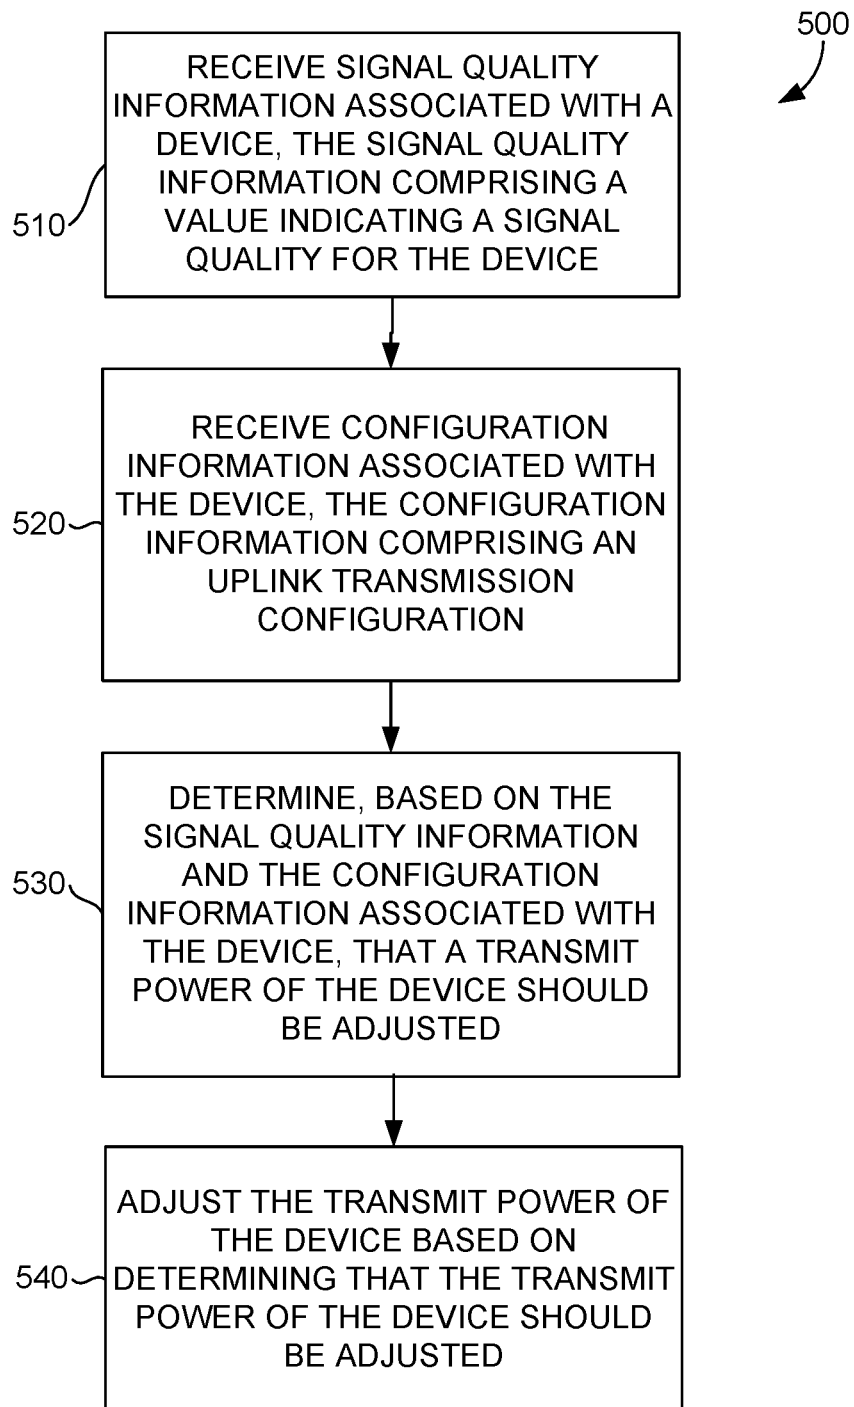 500
RECEIVE SIGNAL QUALITY
INFORMATION ASSOCIATED WITH A
DEVICE, THE SIGNAL QUALITY
INFORMATION COMPRISING A
VALUE INDICATING A SIGNAL
QUALITY FOR THE DEVICE
510
RECEIVE CONFIGURATION
INFORMATION ASSOCIATED WITH
THE DEVICE, THE CONFIGURATION
INFORMATION COMPRISING AN
UPLINK TRANSMISSION
CONFIGURATION
520
DETERMINE, BASED ON THE
SIGNAL QUALITY INFORMATION
AND THE CONFIGURATION
INFORMATION ASSOCIATED WITH
THE DEVICE, THAT A TRANSMIT
POWER OF THE DEVICE SHOULD
BE ADJUSTED
530
ADJUST THE TRANSMIT POWER OF
THE DEVICE BASED ON
DETERMINING THAT THE TRANSMIT
POWER OF THE DEVICE SHOULD
BE ADJUSTED
540